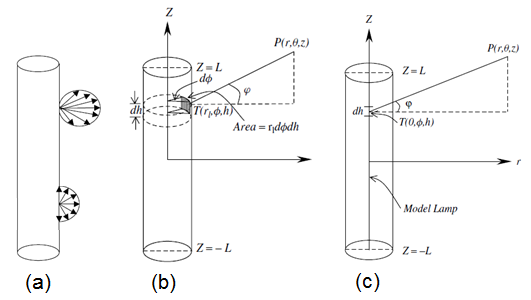 (a)
Z
P(r,θ,z)
Z = L
dϕ
φ
dh
T(r₁,ϕ,h)
Area = r₁dϕdh
Z = − L
(b)
Z
P(r,θ,z)
Z = L
dh
φ
T(0,ϕ,h)
r
Model Lamp
Z = −L
(c)